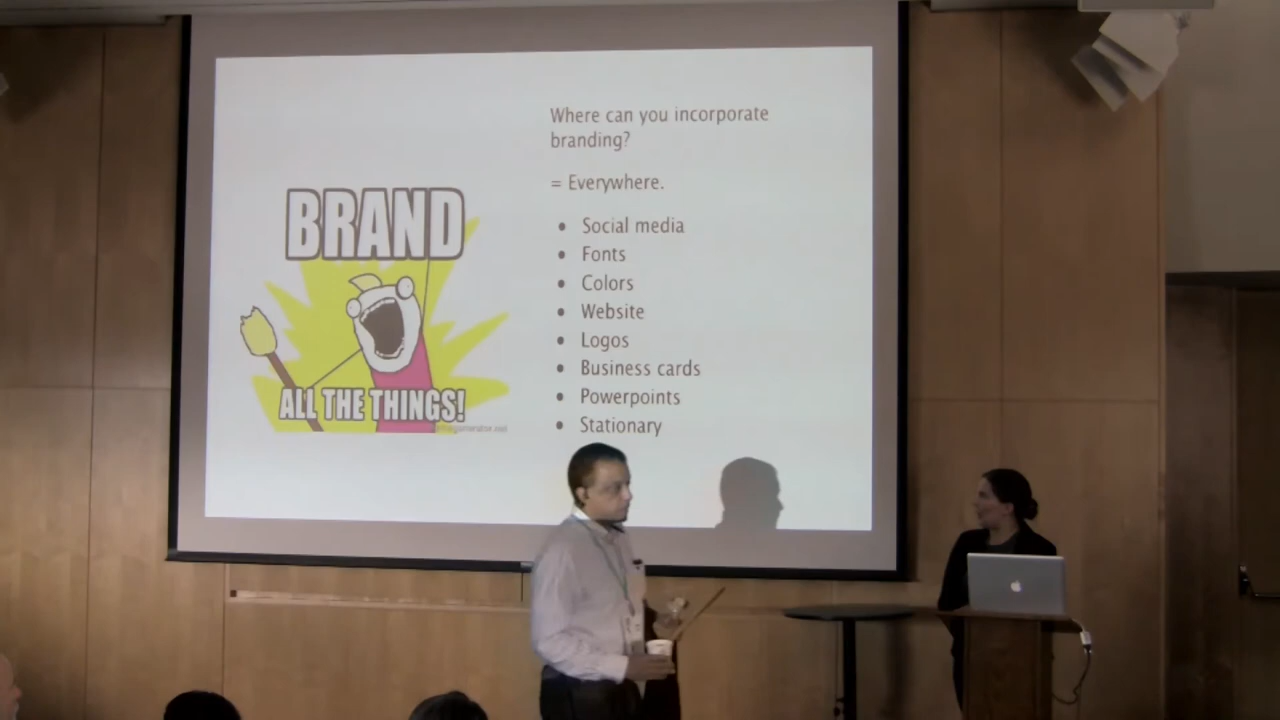 Where can you incorporate
branding?
= Everywhere.
• Social media
• Fonts
• Colors
• Website
• Logos
• Business cards
• Powerpoints
• Stationary
BRAND
ALL THE THINGS!